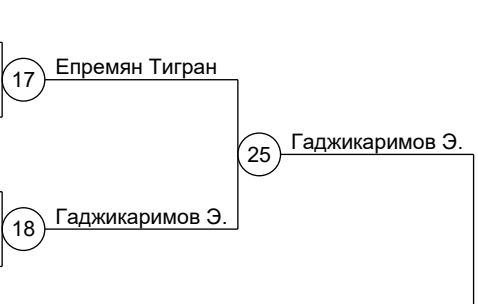 17 Епремян Тигран
25 Гаджикаримов Э.
18 Гаджикаримов Э.